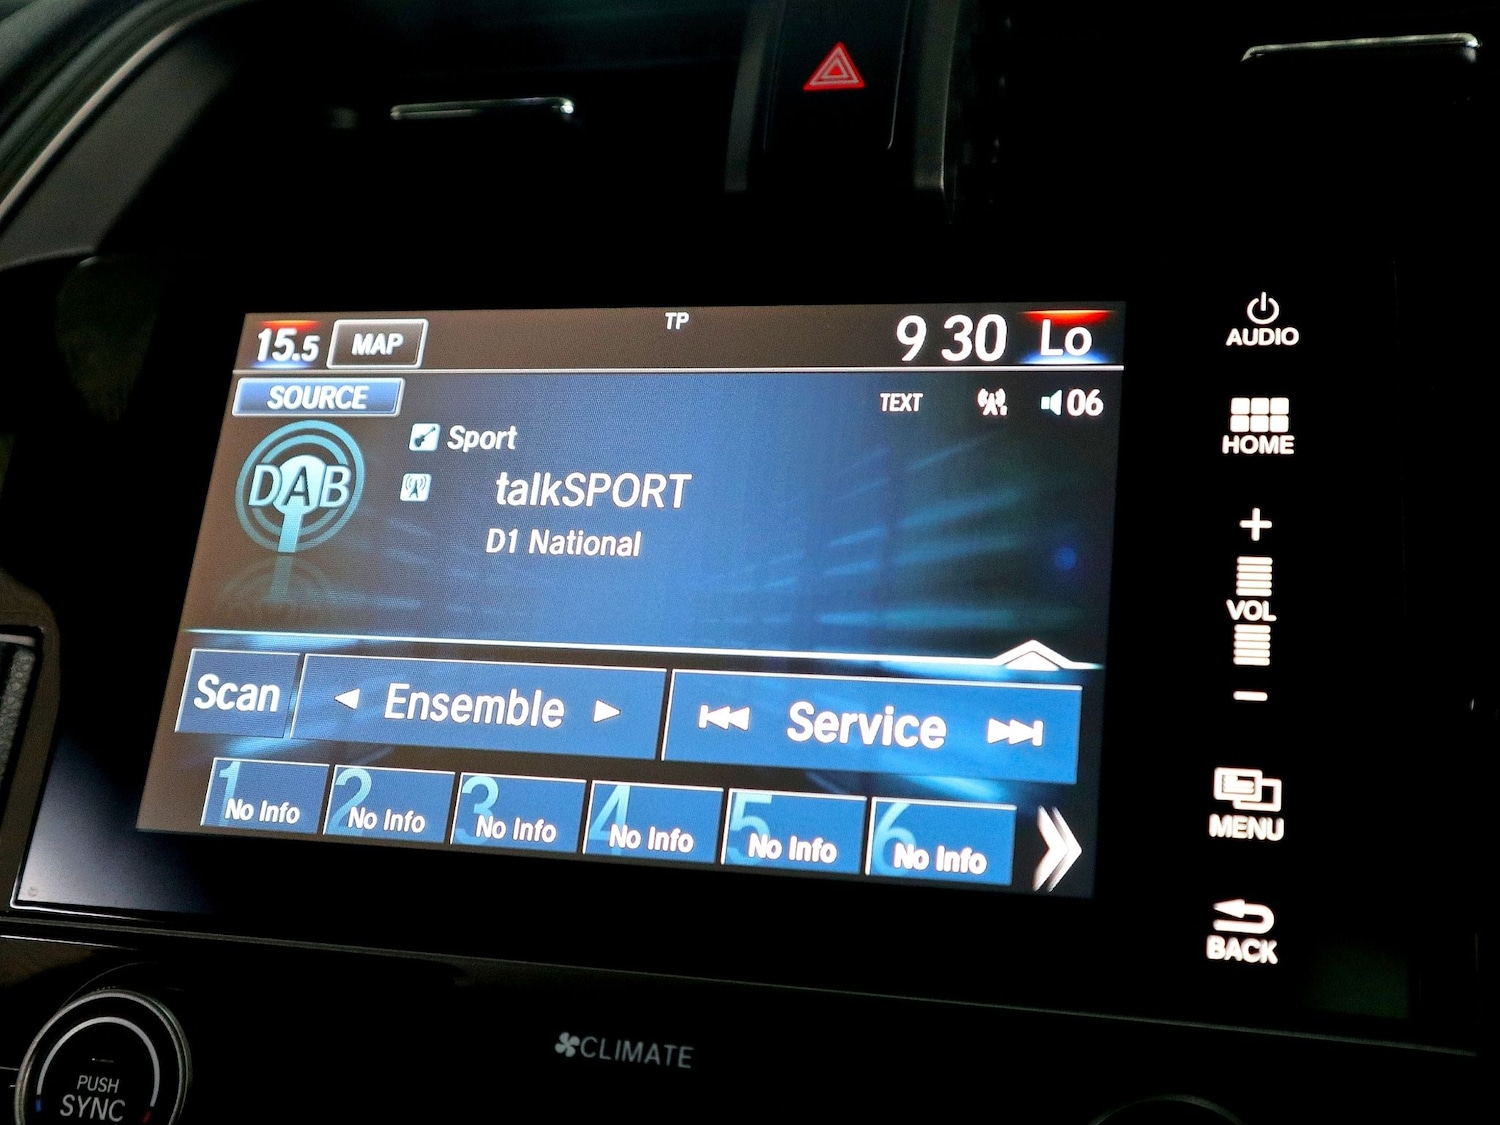 15.5 MAP TP 9 30 Lo
SOURCE TEXT 06
DAB Sport
talkSPORT
D1 National
Scan Ensemble Service
1 No Info 2 No Info 3 No Info 4 No Info 5 No Info 6 No Info
AUDIO
HOME
+
VOL
-
MENU
BACK
CLIMATE
PUSH
SYNC